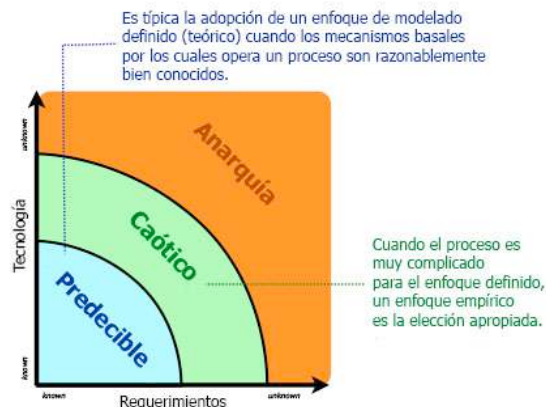 Es típica la adopción de un enfoque de modelado
definido (teórico) cuando los mecanismos basales
por los cuales opera un proceso son razonablemente
bien conocidos.
unknown
Anarquía
Tecnología
Caótico
Cuando el proceso es
muy complicado
para el enfoque definido,
un enfoque empírico
es la elección apropiada.
Predecible
known
known
unknown
Requerimientos